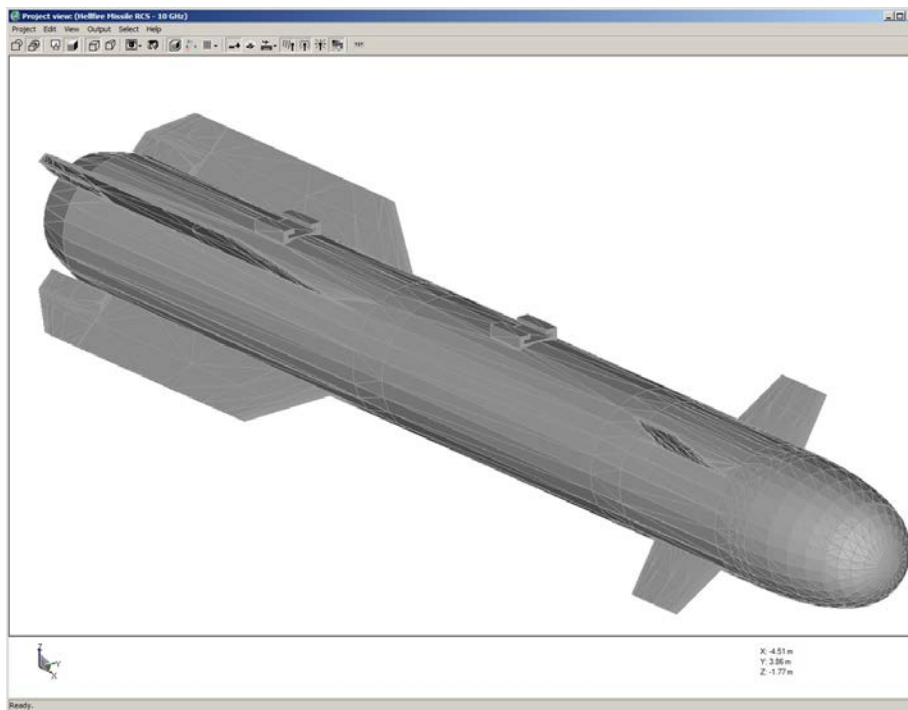 Project view: (Hellfire Missile RCS - 10 GHz)
Project Edit View Output Select Help
Z
Y
X
X: -4.51 m
Y: 3.86 m
Z: -1.77 m
Ready.